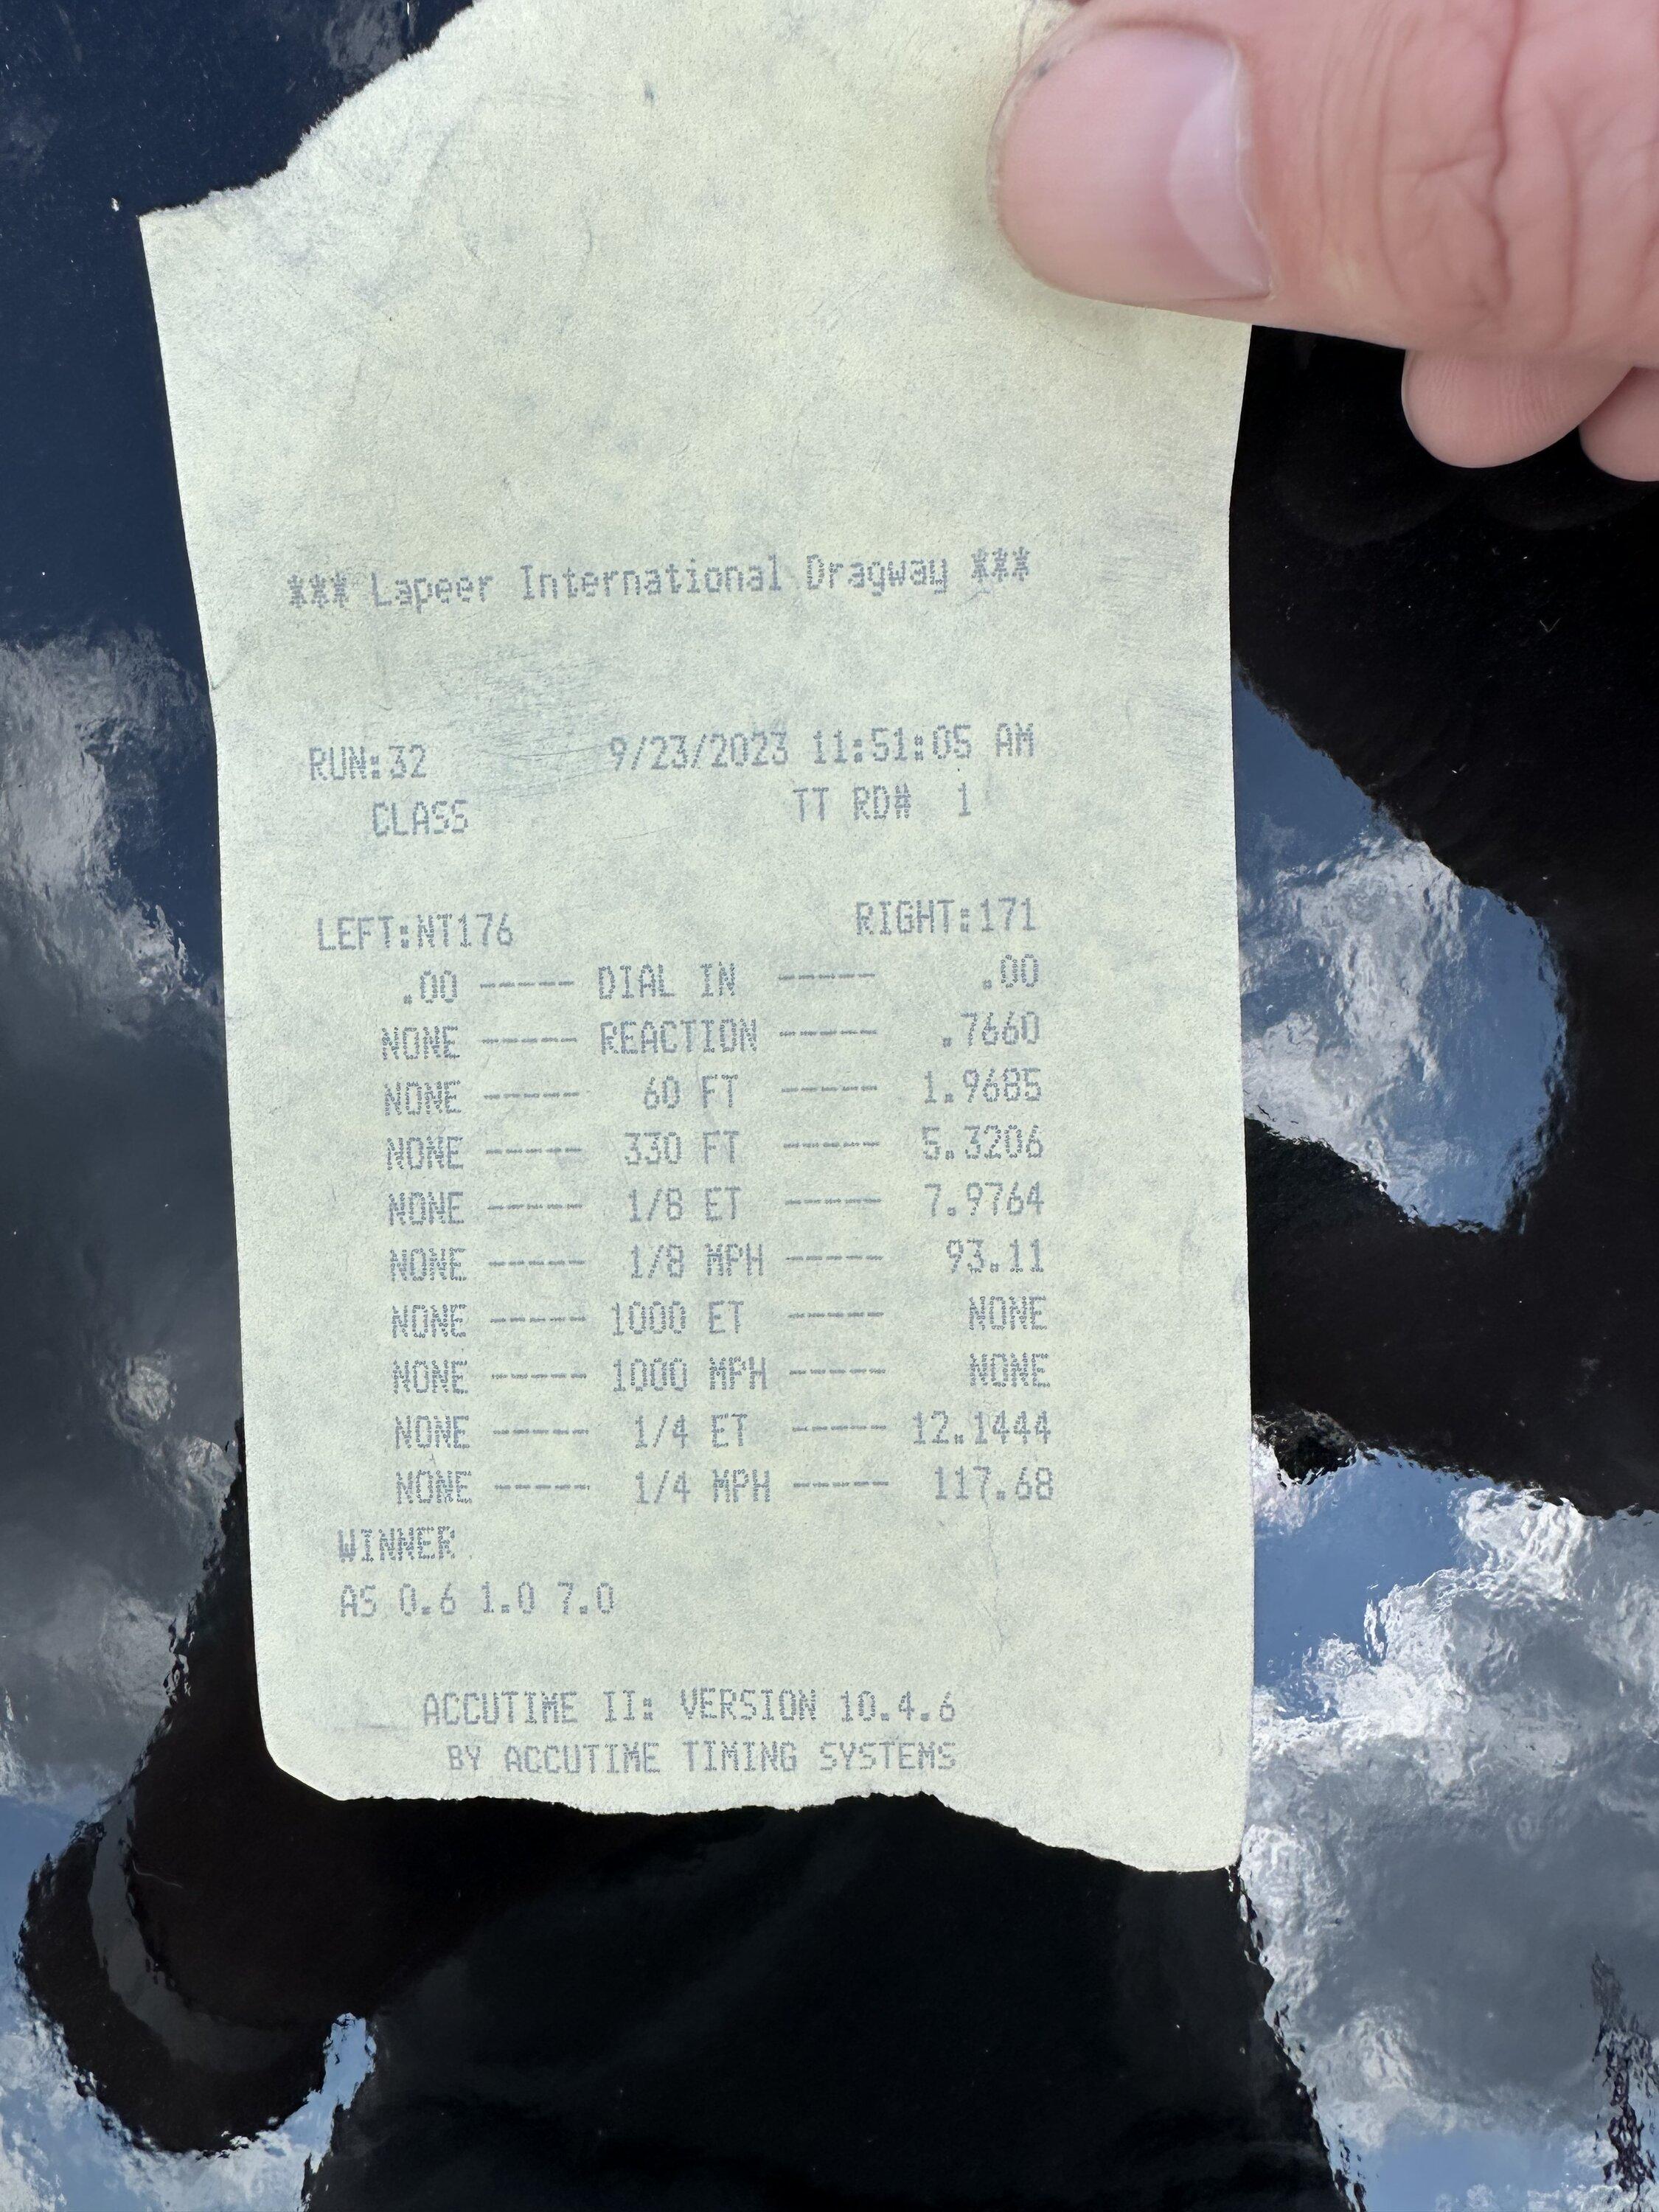 *** Lapeer International Dragway ***
RUN:32 9/23/2023 11:51:05 AM
CLASS TT RD# 1
LEFT:NT176 RIGHT:171
.00 ----- DIAL IN ----- .00
NONE ----- REACTION ----- .7660
NONE ----- 60 FT ----- 1.9685
NONE ----- 330 FT ----- 5.3206
NONE ----- 1/8 ET ----- 7.9764
NONE ----- 1/8 MPH ----- 93.11
NONE ----- 1000 ET ----- NONE
NONE ----- 1000 MPH ----- NONE
NONE ----- 1/4 ET ----- 12.1444
NONE ----- 1/4 MPH ----- 117.68
WINNER
AS 0.6 1.0 7.0
ACCUTIME II: VERSION 10.4.6
BY ACCUTIME TIMING SYSTEMS